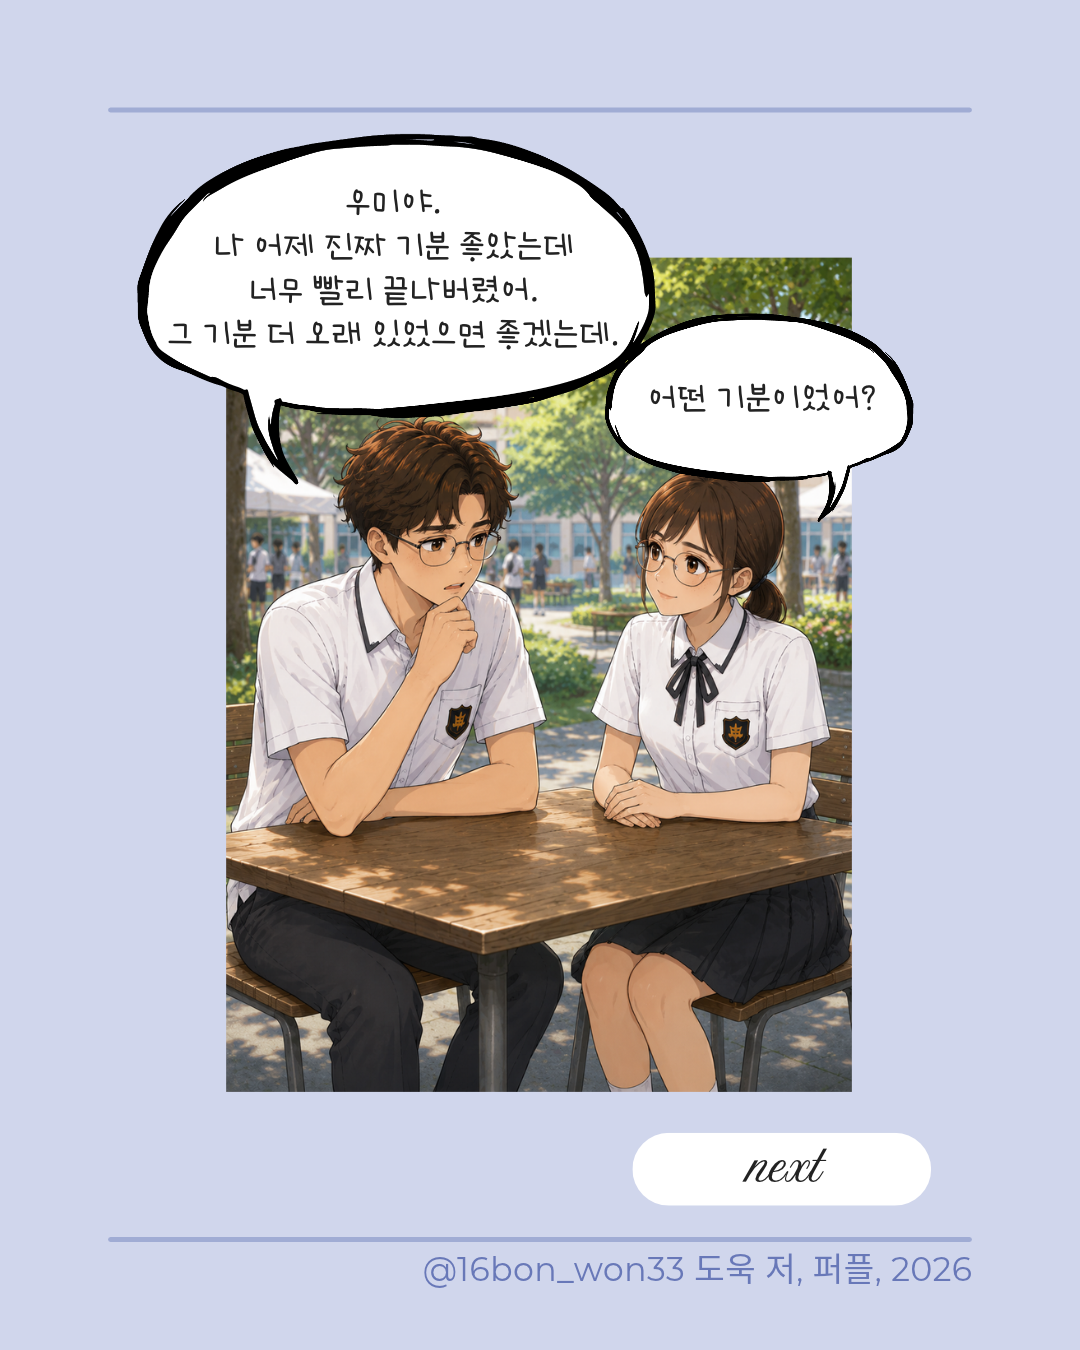 우미야.
나 어제 진짜 기분 좋았는데
너무 빨리 끝나버렸어.
그 기분 더 오래 있었으면 좋겠는데.
어떤 기분이었어?
next
@16bon_won33 도욱 저, 퍼플, 2026